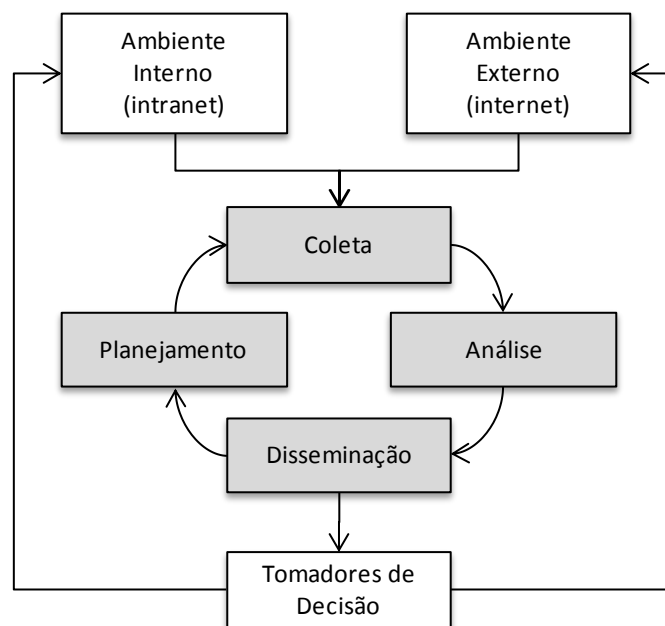 Ambiente
Interno
(intranet)
Ambiente
Externo
(internet)
Coleta
Planejamento
Análise
Disseminação
Tomadores de
Decisão